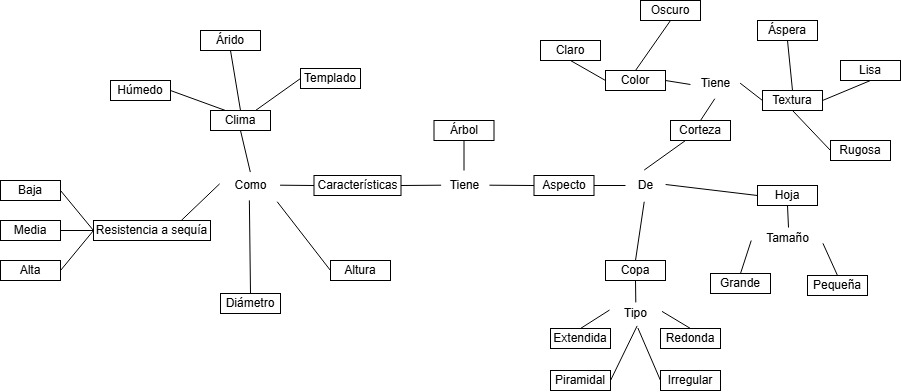 Oscuro
Árido
Áspera
Claro
Templado
Color
Tiene
Lisa
Húmedo
Textura
Clima
Árbol
Corteza
Rugosa
Baja
Como
Características
Tiene
Aspecto
De
Hoja
Media
Resistencia a sequía
Tamaño
Alta
Altura
Copa
Grande
Pequeña
Diámetro
Tipo
Extendida
Redonda
Piramidal
Irregular